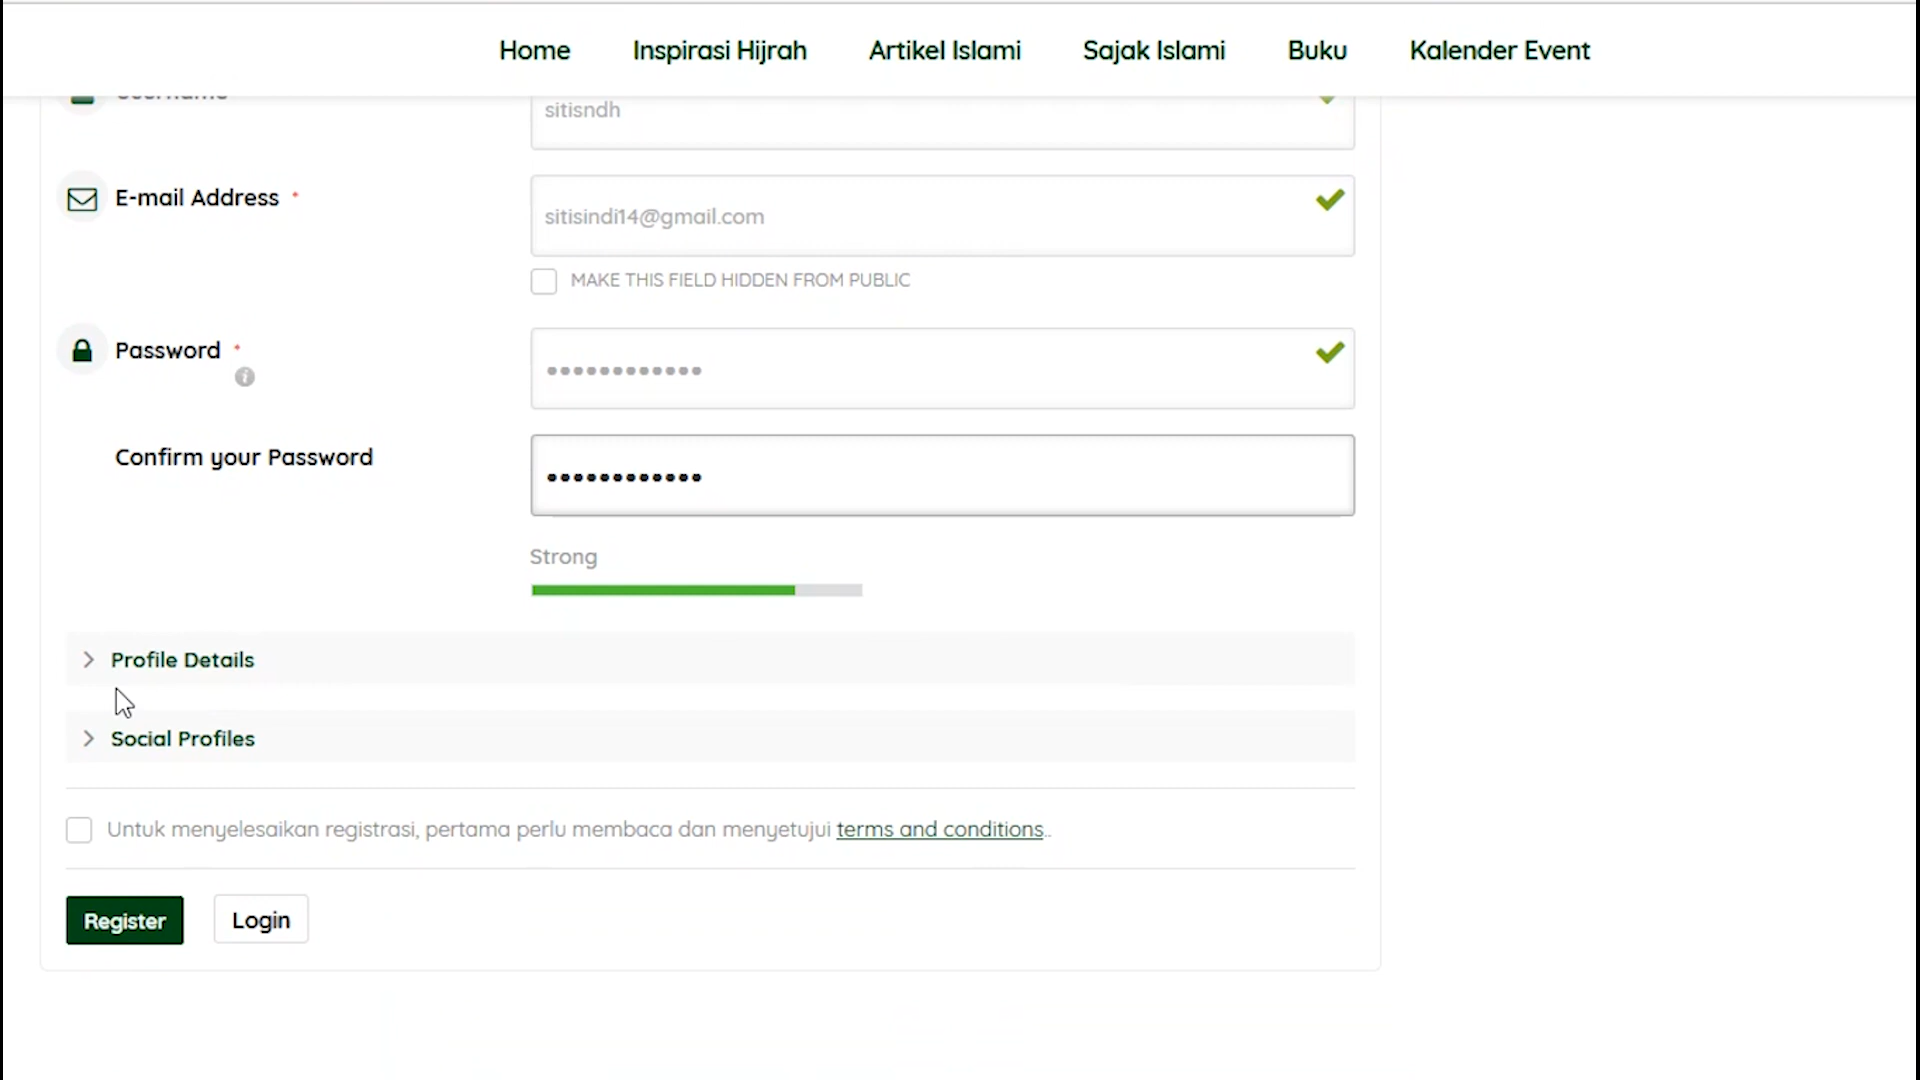 Home Inspirasi Hijrah Artikel Islami Sajak Islami Buku Kalender Event
sitisndh
E-mail Address *
sitisindi14@gmail.com
MAKE THIS FIELD HIDDEN FROM PUBLIC
Password *
Confirm your Password
Strong
Profile Details
Social Profiles
Untuk menyelesaikan registrasi, pertama perlu membaca dan menyetujui terms and conditions..
Register Login